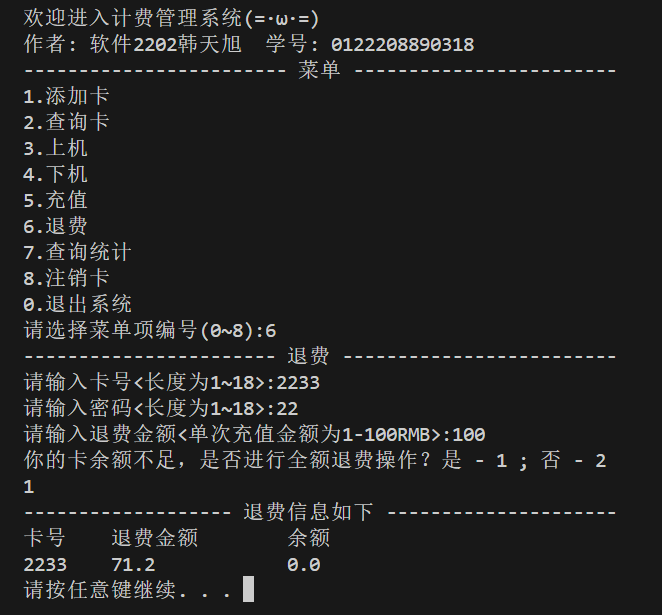 欢迎进入计费管理系统(=·ω·=)
作者: 软件2202韩天旭  学号: 0122208890318
------------------------ 菜单 ------------------------
1.添加卡
2.查询卡
3.上机
4.下机
5.充值
6.退费
7.查询统计
8.注销卡
0.退出系统
请选择菜单项编号(0~8):6
----------------------- 退费 -------------------------
请输入卡号<长度为1~18>:2233
请输入密码<长度为1~18>:22
请输入退费金额<单次充值金额为1-100RMB>:100
你的卡余额不足，是否进行全额退费操作？是 - 1 ; 否 - 2
1
------------------- 退费信息如下 ---------------------
卡号    退费金额        余额
2233    71.2            0.0
请按任意键继续. . .